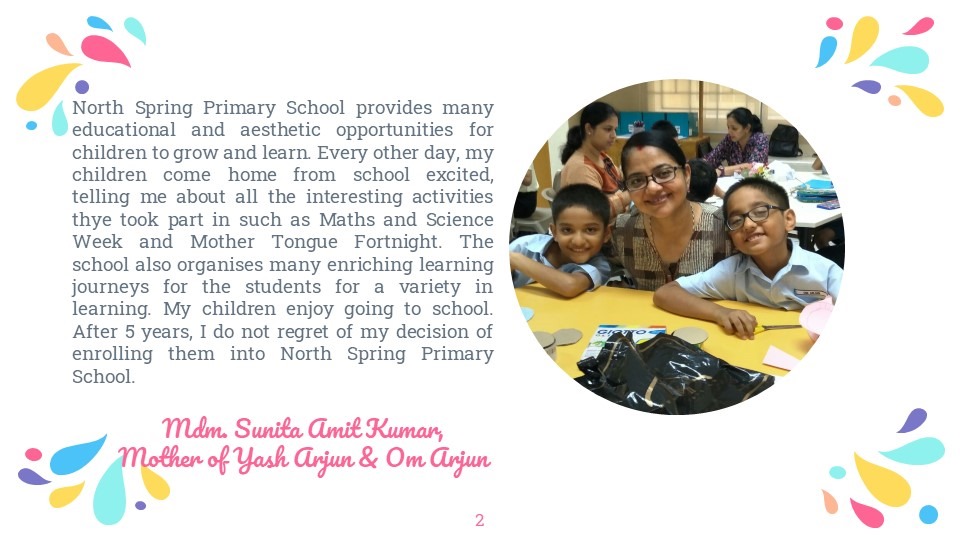 North Spring Primary School provides many
educational and aesthetic opportunities for
children to grow and learn. Every other day, my
children come home from school excited,
telling me about all the interesting activities
thye took part in such as Maths and Science
Week and Mother Tongue Fortnight. The
school also organises many enriching learning
journeys for the students for a variety in
learning. My children enjoy going to school.
After 5 years, I do not regret of my decision of
enrolling them into North Spring Primary
School.
Mdm. Sunita Amit Kumar,
Mother of Yash Arjun & Om Arjun
GIOTTO
2